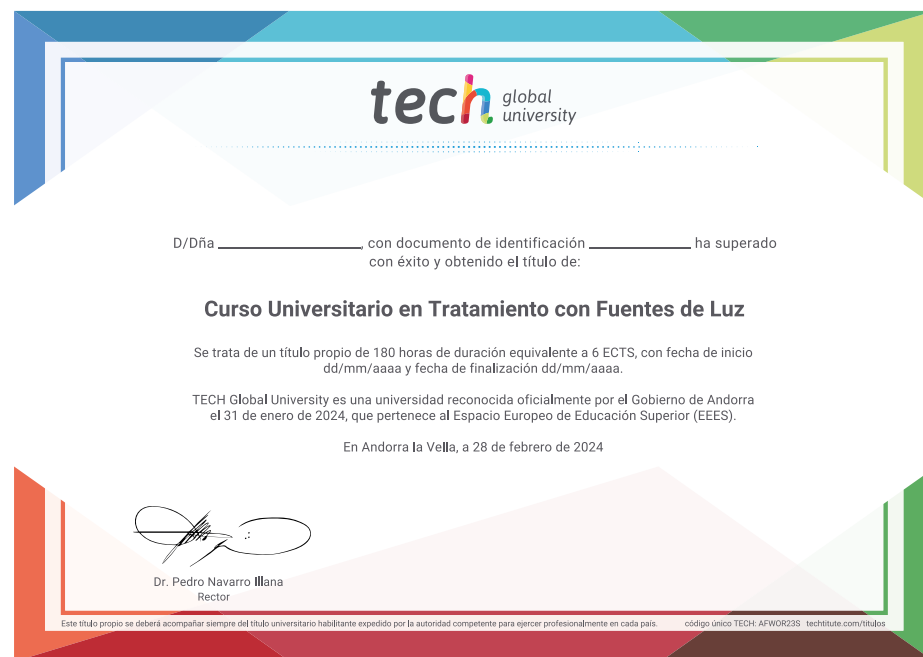 tech global university
D/Dña ____________________, con documento de identificación ______________ ha superado
con éxito y obtenido el título de:
Curso Universitario en Tratamiento con Fuentes de Luz
Se trata de un título propio de 180 horas de duración equivalente a 6 ECTS, con fecha de inicio
dd/mm/aaaa y fecha de finalización dd/mm/aaaa.
TECH Global University es una universidad reconocida oficialmente por el Gobierno de Andorra
el 31 de enero de 2024, que pertenece al Espacio Europeo de Educación Superior (EEES).
En Andorra la Vella, a 28 de febrero de 2024
Dr. Pedro Navarro Illana
Rector
Este título propio se deberá acompañar siempre del título universitario habilitante expedido por la autoridad competente para ejercer profesionalmente en cada país. código único TECH: AFWOR23S techtitute.com/titulos